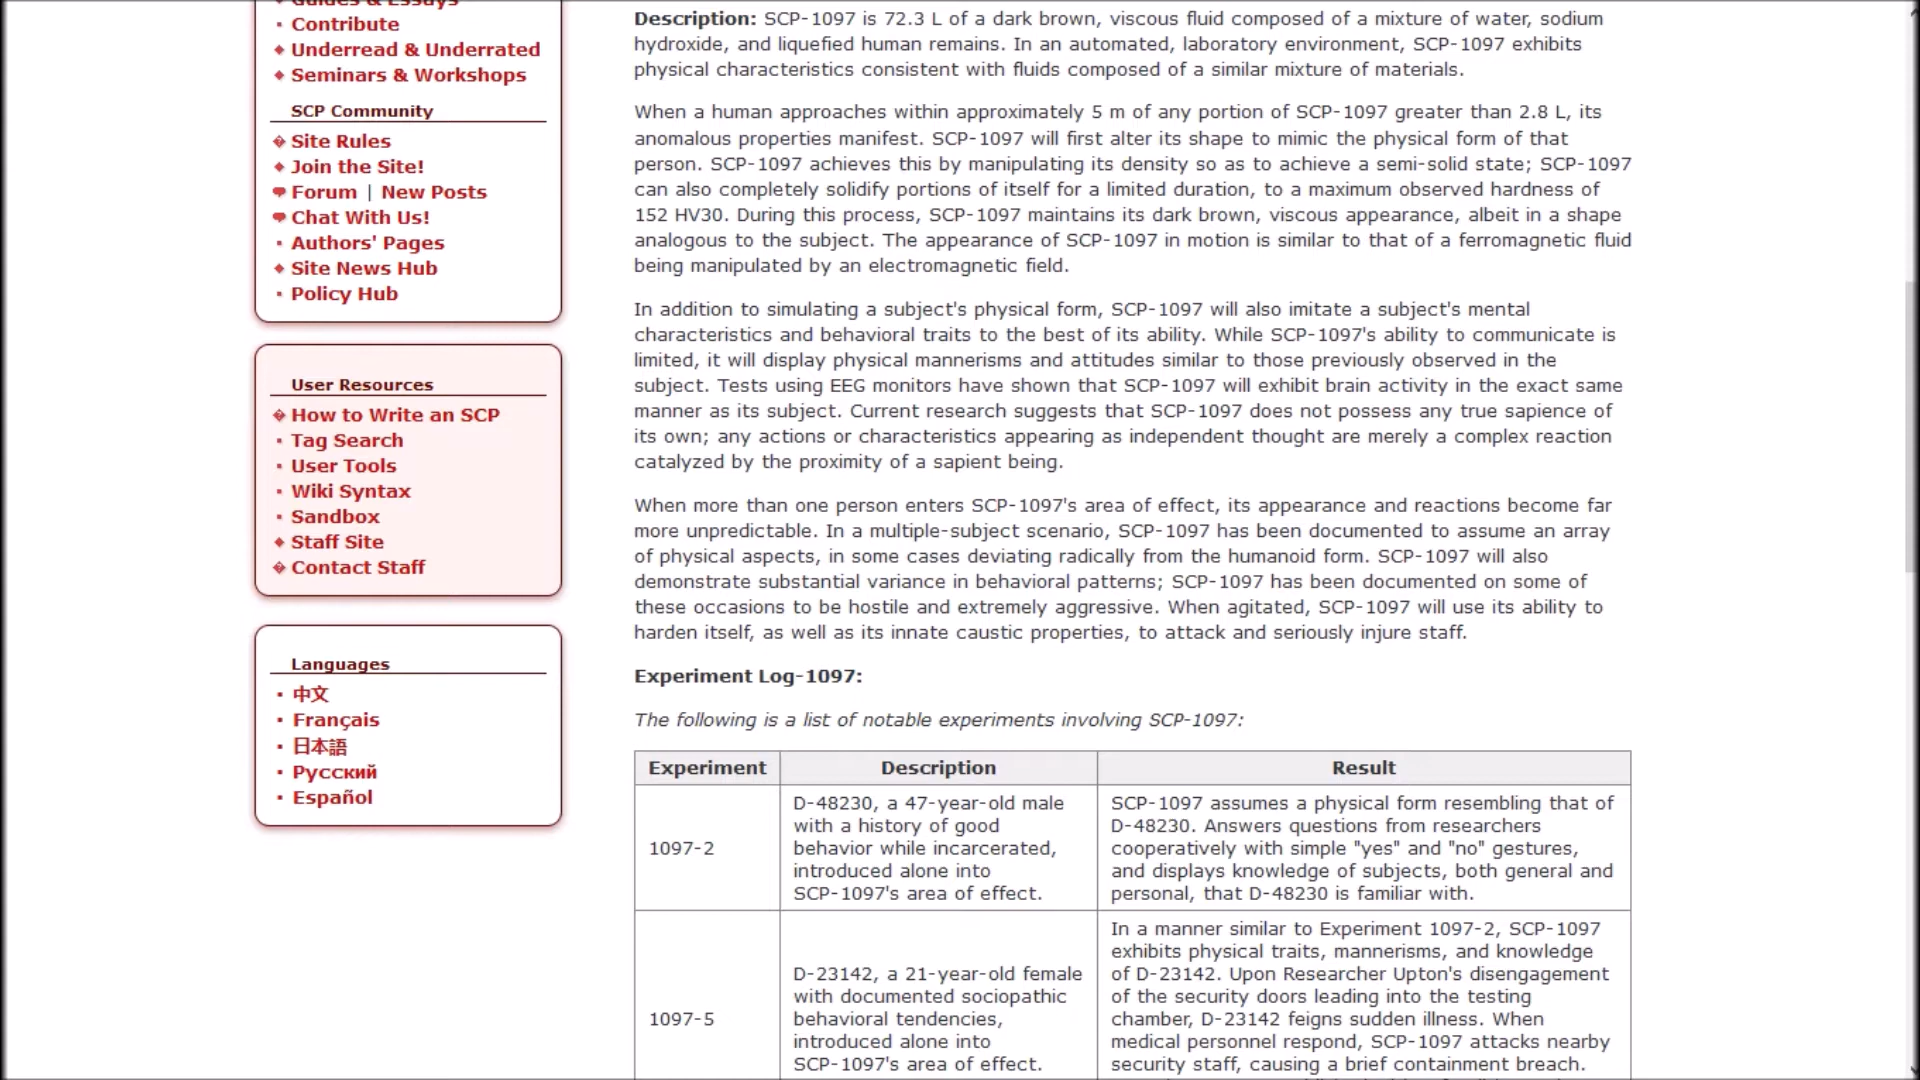 Guides & Essays
Contribute
Underread & Underrated
Seminars & Workshops
SCP Community
Site Rules
Join the Site!
Forum | New Posts
Chat With Us!
Authors' Pages
Site News Hub
Policy Hub
User Resources
How to Write an SCP
Tag Search
User Tools
Wiki Syntax
Sandbox
Staff Site
Contact Staff
Languages
中文
Français
日本語
Русский
Español
Description: SCP-1097 is 72.3 L of a dark brown, viscous fluid composed of a mixture of water, sodium
hydroxide, and liquefied human remains. In an automated, laboratory environment, SCP-1097 exhibits
physical characteristics consistent with fluids composed of a similar mixture of materials.
When a human approaches within approximately 5 m of any portion of SCP-1097 greater than 2.8 L, its
anomalous properties manifest. SCP-1097 will first alter its shape to mimic the physical form of that
person. SCP-1097 achieves this by manipulating its density so as to achieve a semi-solid state; SCP-1097
can also completely solidify portions of itself for a limited duration, to a maximum observed hardness of
152 HV30. During this process, SCP-1097 maintains its dark brown, viscous appearance, albeit in a shape
analogous to the subject. The appearance of SCP-1097 in motion is similar to that of a ferromagnetic fluid
being manipulated by an electromagnetic field.
In addition to simulating a subject's physical form, SCP-1097 will also imitate a subject's mental
characteristics and behavioral traits to the best of its ability. While SCP-1097's ability to communicate is
limited, it will display physical mannerisms and attitudes similar to those previously observed in the
subject. Tests using EEG monitors have shown that SCP-1097 will exhibit brain activity in the exact same
manner as its subject. Current research suggests that SCP-1097 does not possess any true sapience of
its own; any actions or characteristics appearing as independent thought are merely a complex reaction
catalyzed by the proximity of a sapient being.
When more than one person enters SCP-1097's area of effect, its appearance and reactions become far
more unpredictable. In a multiple-subject scenario, SCP-1097 has been documented to assume an array
of physical aspects, in some cases deviating radically from the humanoid form. SCP-1097 will also
demonstrate substantial variance in behavioral patterns; SCP-1097 has been documented on some of
these occasions to be hostile and extremely aggressive. When agitated, SCP-1097 will use its ability to
harden itself, as well as its innate caustic properties, to attack and seriously injure staff.
Experiment Log-1097:
The following is a list of notable experiments involving SCP-1097:
Experiment Description Result
1097-2
D-48230, a 47-year-old male
with a history of good
behavior while incarcerated,
introduced alone into
SCP-1097's area of effect.
SCP-1097 assumes a physical form resembling that of
D-48230. Answers questions from researchers
cooperatively with simple "yes" and "no" gestures,
and displays knowledge of subjects, both general and
personal, that D-48230 is familiar with.
1097-5
D-23142, a 21-year-old female
with documented sociopathic
behavioral tendencies,
introduced alone into
SCP-1097's area of effect.
In a manner similar to Experiment 1097-2, SCP-1097
exhibits physical traits, mannerisms, and knowledge
of D-23142. Upon Researcher Upton's disengagement
of the security doors leading into the testing
chamber, D-23142 feigns sudden illness. When
medical personnel respond, SCP-1097 attacks nearby
security staff, causing a brief containment breach.